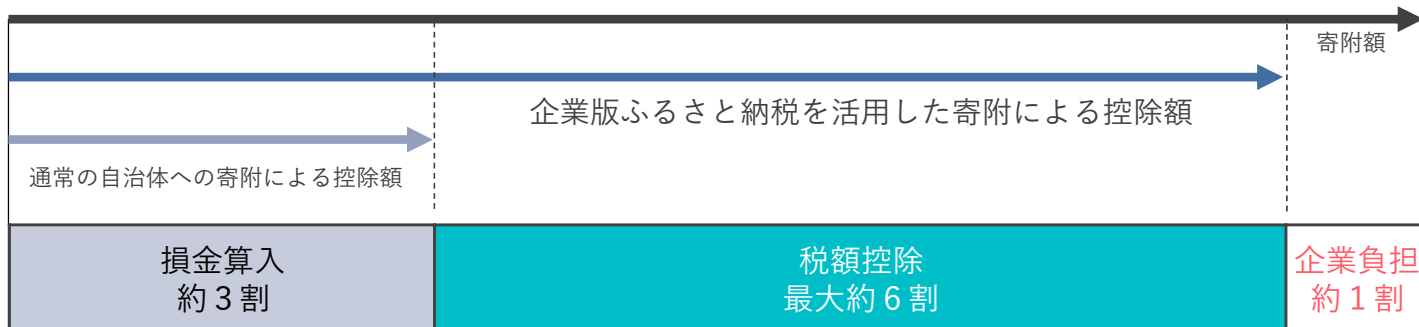 寄附額
企業版ふるさと納税を活用した寄附による控除額
通常の自治体への寄附による控除額
損金算入
約3割
税額控除
最大約6割
企業負担
約1割